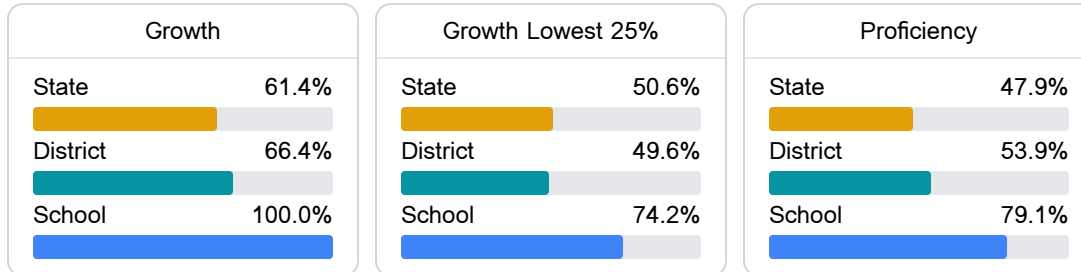 Growth
State 61.4%
District 66.4%
School 100.0%
Growth Lowest 25%
State 50.6%
District 49.6%
School 74.2%
Proficiency
State 47.9%
District 53.9%
School 79.1%